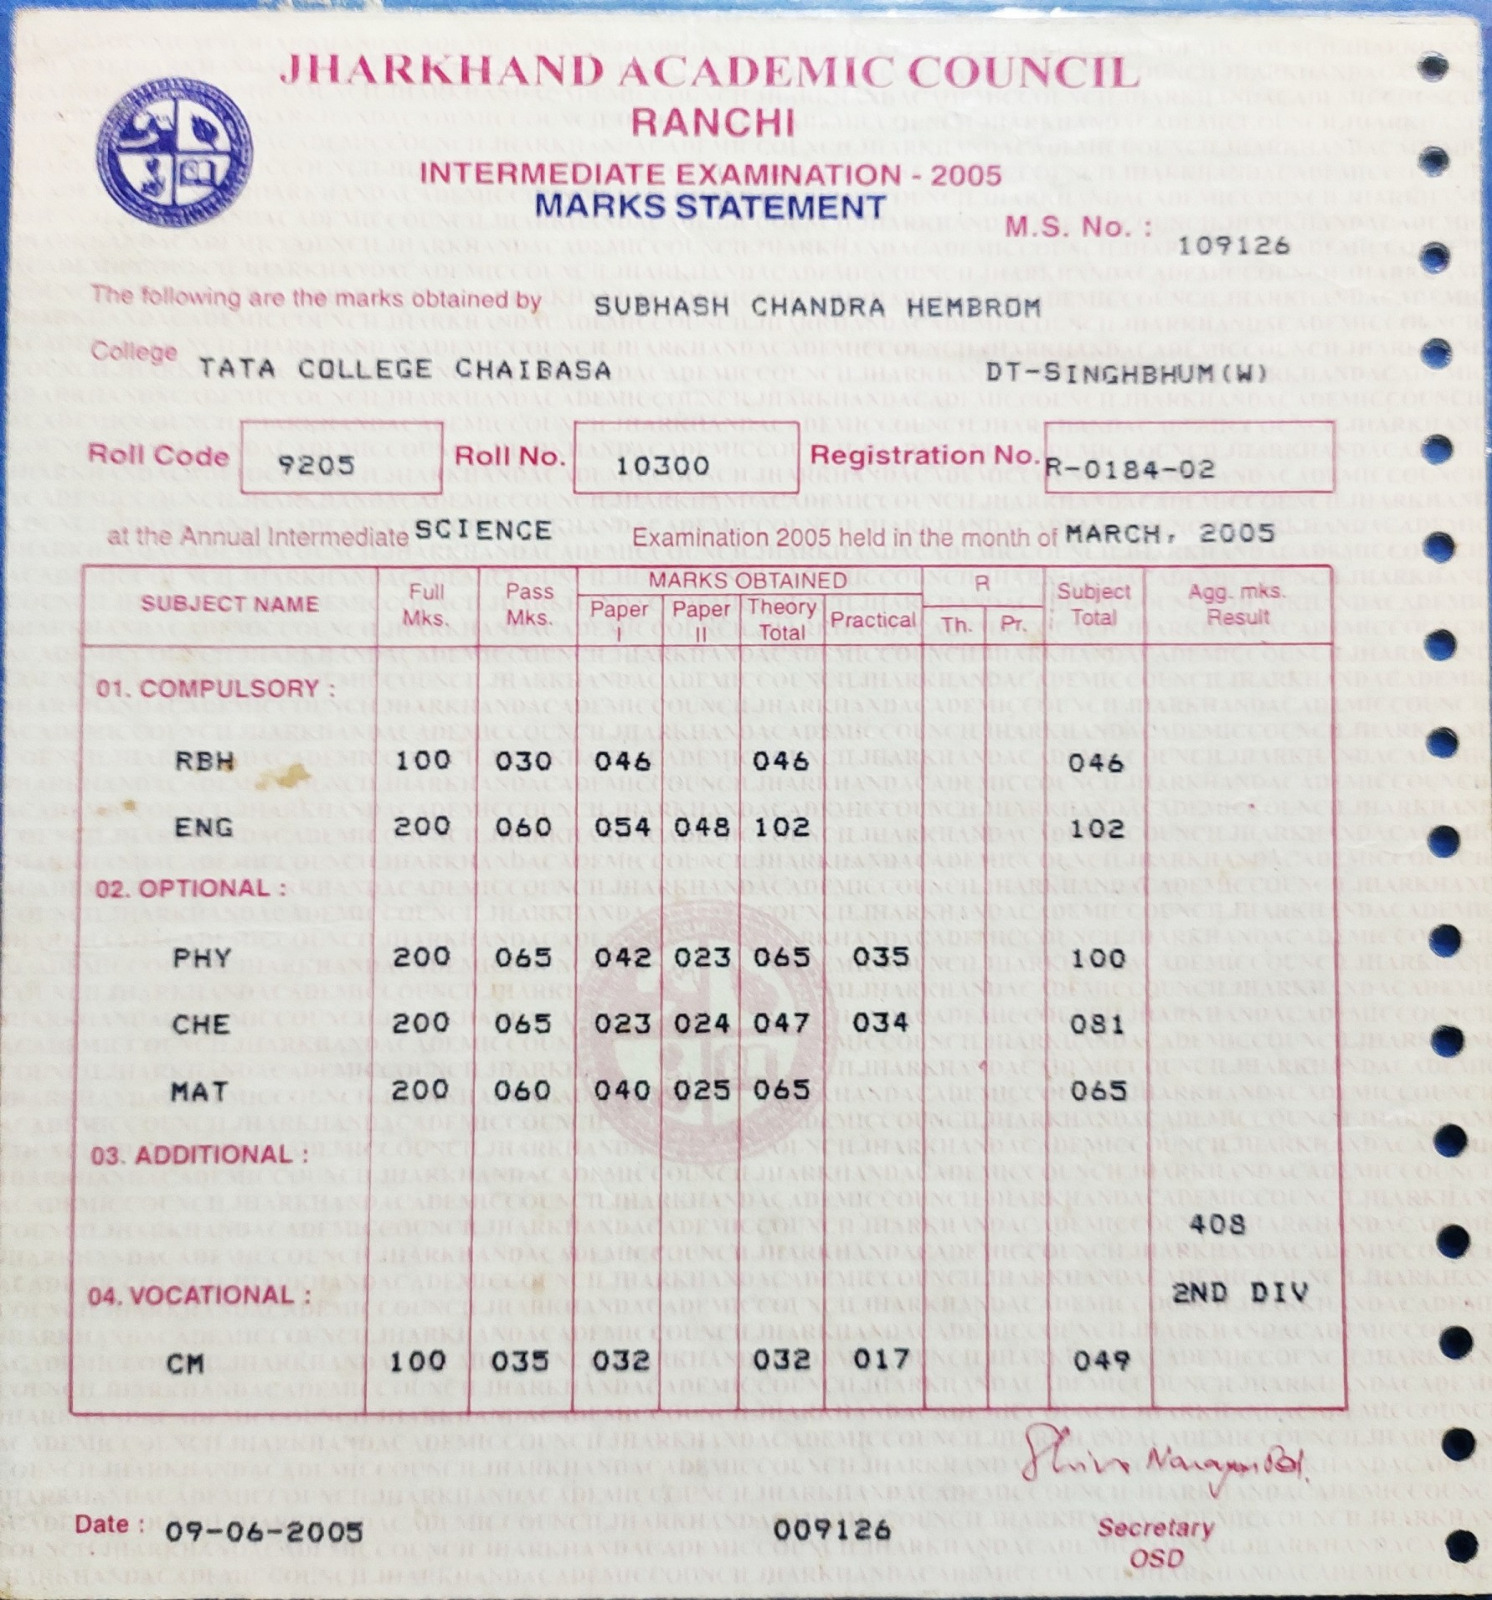 JHARKHAND ACADEMIC COUNCIL
RANCHI
INTERMEDIATE EXAMINATION - 2005
MARKS STATEMENT
M.S. No. : 109126
The following are the marks obtained by SUBHASH CHANDRA HEMBROM
College TATA COLLEGE CHAIBASA DT-SINGHBHUM(W)
Roll Code 9205 Roll No. 10300 Registration No. R-0184-02
at the Annual Intermediate SCIENCE Examination 2005 held in the month of MARCH, 2005
SUBJECT NAME Full Mks. Pass Mks. MARKS OBTAINED R Subject Total Agg. mks. Result
Paper I Paper II Theory Total Practical Th. Pr.
01. COMPULSORY :
RBH 100 030 046 046 046
ENG 200 060 054 048 102 102
02. OPTIONAL :
PHY 200 065 042 023 065 035 100
CHE 200 065 023 024 047 034 081
MAT 200 060 040 025 065 065
03. ADDITIONAL :
408
04. VOCATIONAL : 2ND DIV
CM 100 035 032 032 017 049
Date : 09-06-2005 009126 Secretary
OSD